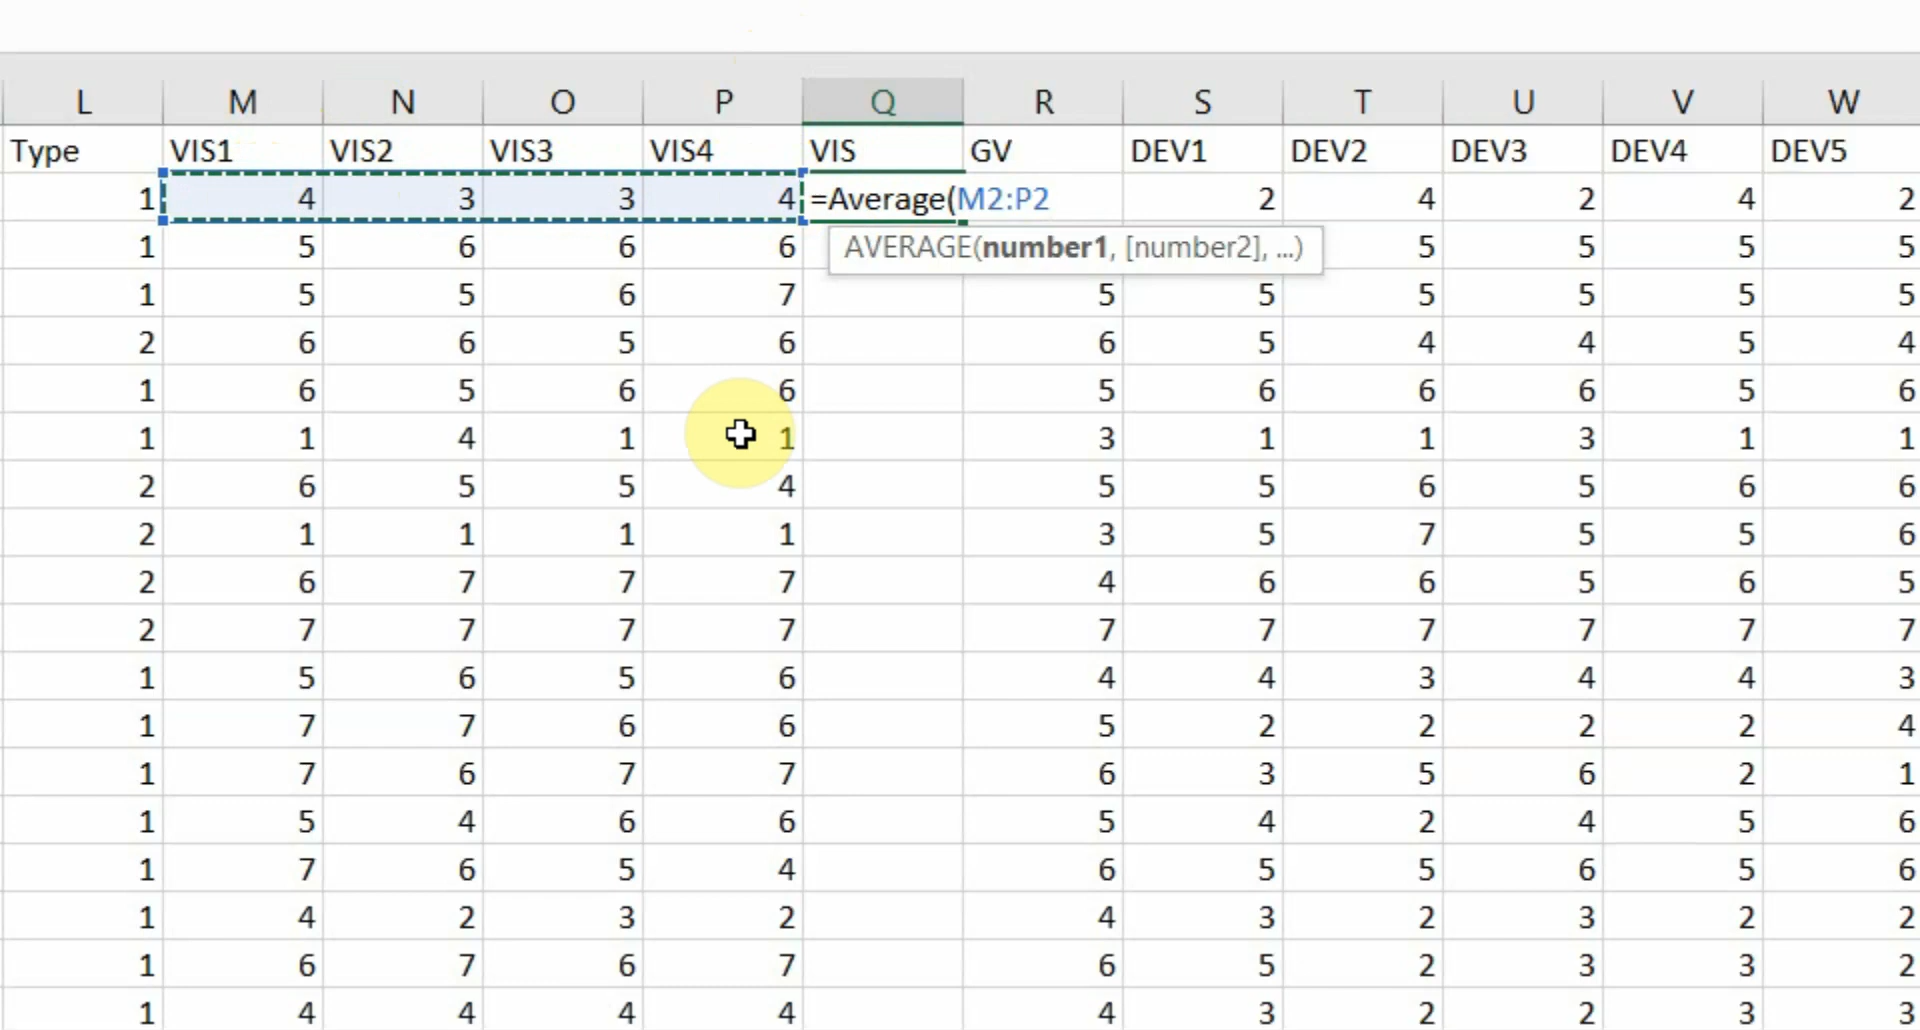 L M N O P Q R S T U V W
Type VIS1 VIS2 VIS3 VIS4 VIS GV DEV1 DEV2 DEV3 DEV4 DEV5
1 4 3 3 4 =Average(M2:P2 2 4 2 4 2
1 5 6 6 6 AVERAGE(number1, [number2], ...) 5 5 5 5
1 5 5 6 7 5 5 5 5 5 5
2 6 6 5 6 6 5 4 4 5 4
1 6 5 6 6 5 6 6 6 5 6
1 1 4 1 1 3 1 1 3 1 1
2 6 5 5 4 5 5 6 5 6 6
2 1 1 1 1 3 5 7 5 5 6
2 6 7 7 7 4 6 6 5 6 5
2 7 7 7 7 7 7 7 7 7 7
1 5 6 5 6 4 4 3 4 4 3
1 7 7 6 6 5 2 2 2 2 4
1 7 6 7 7 6 3 5 6 2 1
1 5 4 6 6 5 4 2 4 5 6
1 7 6 5 4 6 5 5 6 5 6
1 4 2 3 2 4 3 2 3 2 2
1 6 7 6 7 6 5 2 3 3 2
1 4 4 4 4 4 3 2 2 3 3